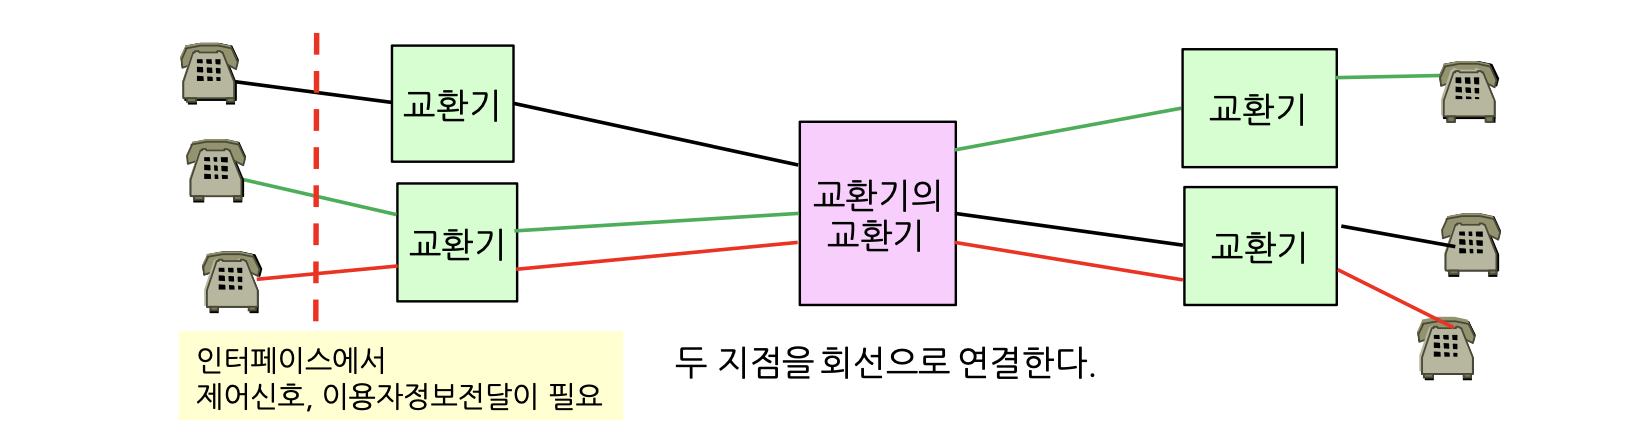 교환기
교환기
교환기의
교환기
교환기
교환기
인터페이스에서
제어신호, 이용자정보전달이 필요
두 지점을 회선으로 연결한다.